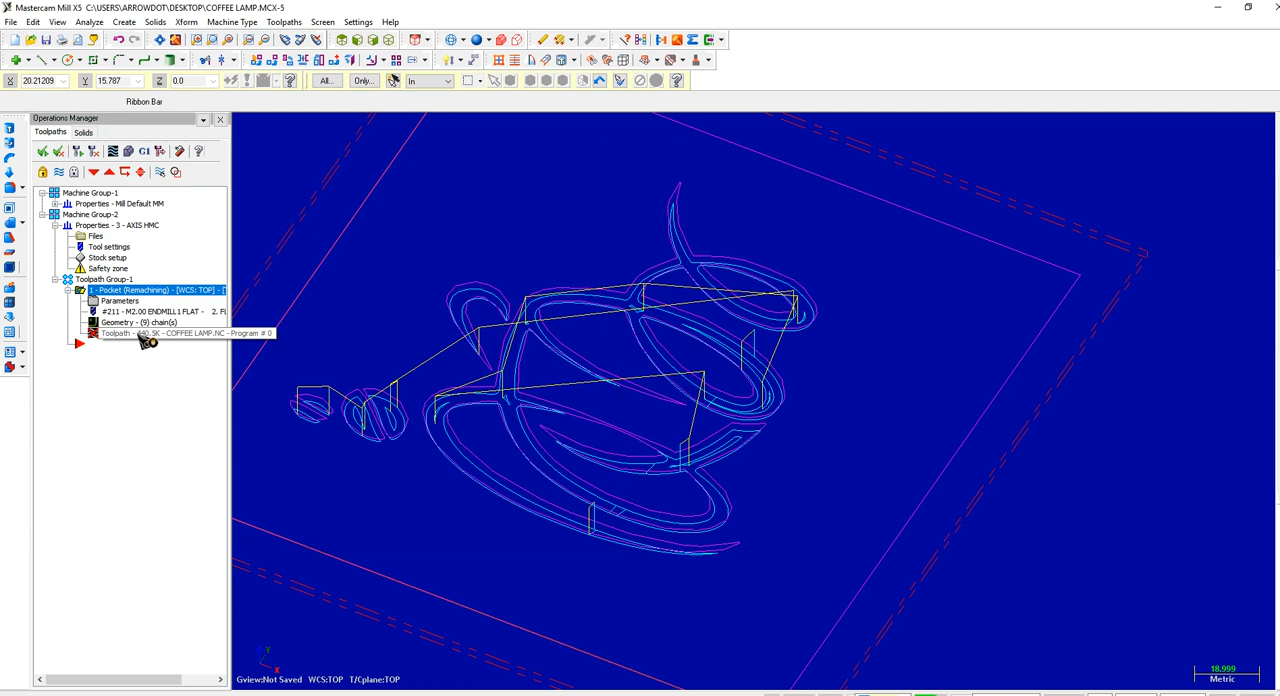 Mastercam Mill X5 C:\USERS\ARROWDOT\DESKTOP\COFFEE LAMP.MCX-5
File Edit View Analyze Create Solids Xform Machine Type Toolpaths Screen Settings Help
X 20.21209 Y 15.787 Z 0.0 All... Only... In
Ribbon Bar
Operations Manager
Toolpaths Solids
G1
Machine Group-1
Properties - Mill Default MM
Machine Group-2
Properties - 3 - AXIS HMC
Files
Tool settings
Stock setup
Safety zone
Toolpath Group-1
1 - Pocket (Remachining) - [WCS: TOP] - [
Parameters
#211 - M2.00 ENDMILL1 FLAT - 2. FL
Geometry - (9) chain(s)
Toolpath - 440.5K - COFFEE LAMP.NC - Program # 0
Y
X
Gview:Not Saved WCS:TOP T/Cplane:TOP
18.999
Metric